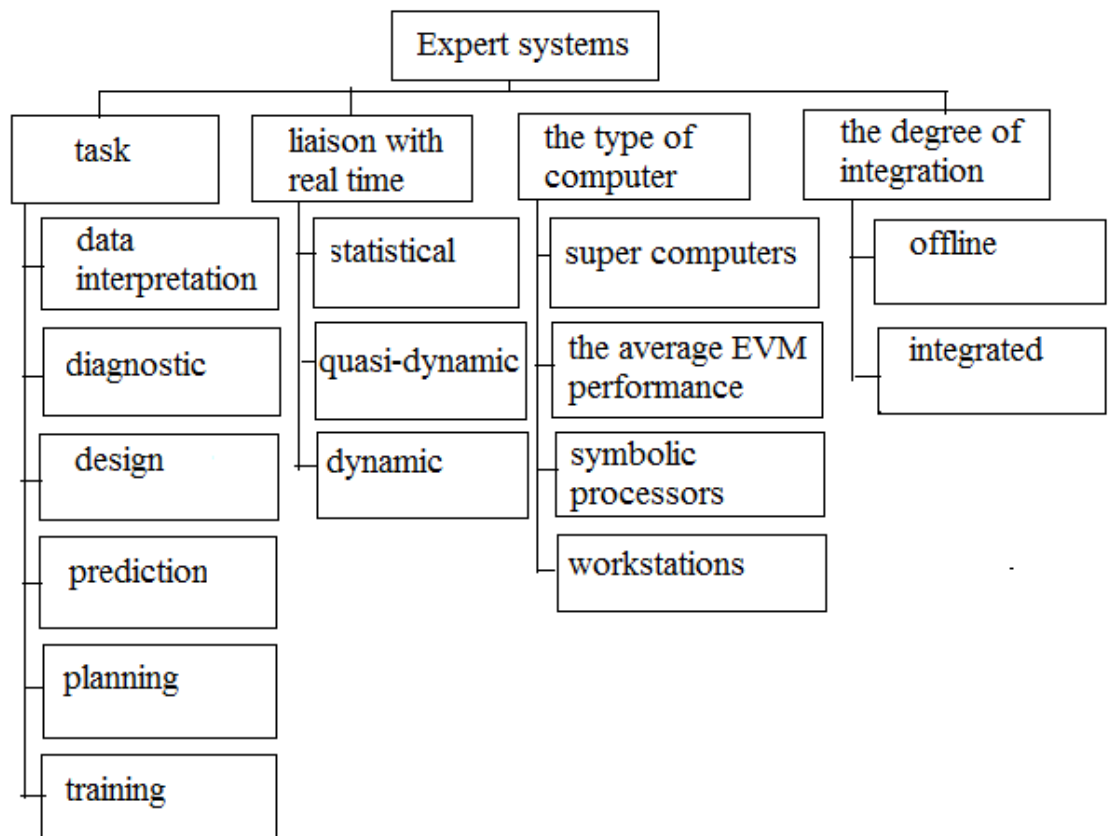 Expert systems
task
liaison with
real time
the type of
computer
the degree of
integration
data
interpretation
diagnostic
design
prediction
planning
training
statistical
quasi-dynamic
dynamic
super computers
the average EVM
performance
symbolic
processors
workstations
offline
integrated